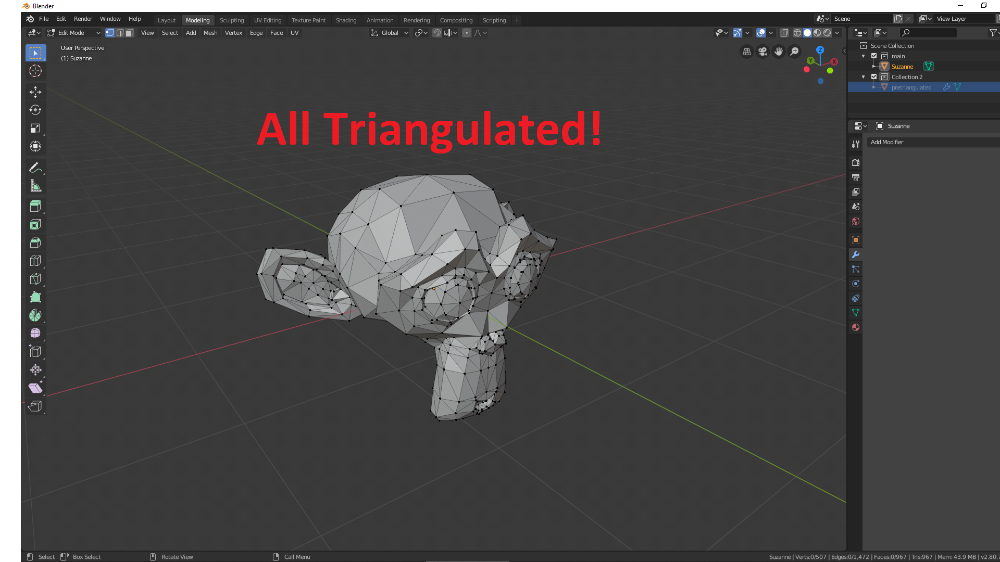 Blender
File Edit Render Window Help Layout Modeling Sculpting UV Editing Texture Paint Shading Animation Rendering Compositing Scripting + Scene View Layer
Edit Mode View Select Add Mesh Vertex Edge Face UV Global
User Perspective
(1) Suzanne
Z
Y
X
Scene Collection
main
Suzanne
Collection 2
pretriangulated
Suzanne
Add Modifier
All Triangulated!
Select Box Select Rotate View Call Menu Suzanne | Verts:0/507 | Edges:0/1,472 | Faces:0/967 | Tris:967 | Mem: 43.9 MB | v2.80.